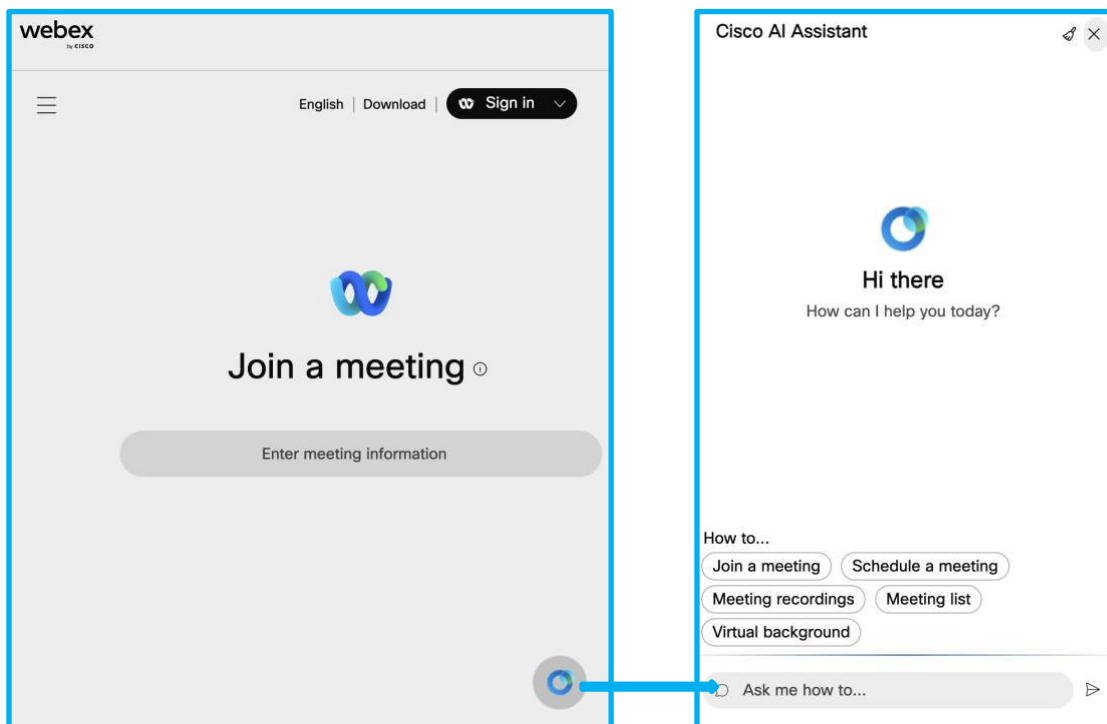 webex
by CISCO
English | Download | Sign in
Join a meeting
Enter meeting information
Cisco AI Assistant
Hi there
How can I help you today?
How to...
Join a meeting Schedule a meeting
Meeting recordings Meeting list
Virtual background
Ask me how to...